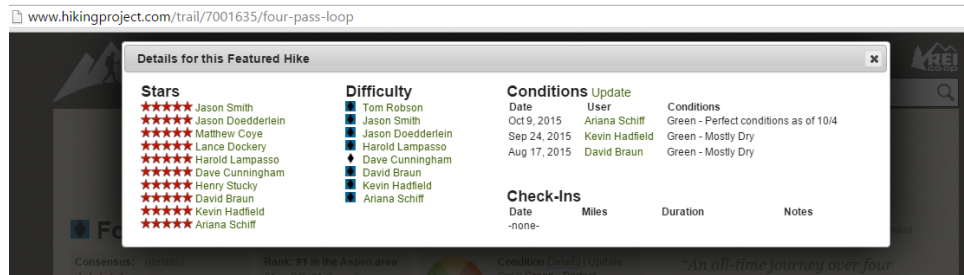 www.hikingproject.com/trail/7001635/four-pass-loop
Details for this Featured Hike
REI
co-op
Stars
Jason Smith
Jason Doedderlein
Matthew Coye
Lance Dockery
Harold Lampasso
Dave Cunningham
Henry Stucky
David Braun
Kevin Hadfield
Ariana Schiff
Difficulty
Tom Robson
Jason Smith
Jason Doedderlein
Harold Lampasso
Dave Cunningham
David Braun
Kevin Hadfield
Ariana Schiff
Conditions Update
Date User Conditions
Oct 9, 2015 Ariana Schiff Green - Perfect conditions as of 10/4
Sep 24, 2015 Kevin Hadfield Green - Mostly Dry
Aug 17, 2015 David Braun Green - Mostly Dry
Check-Ins
Date Miles Duration Notes
-none-
Fo
Consensus: (details)
Rank: #1 in the Aspen area
Condition Details | Update
"An all-time journey over four